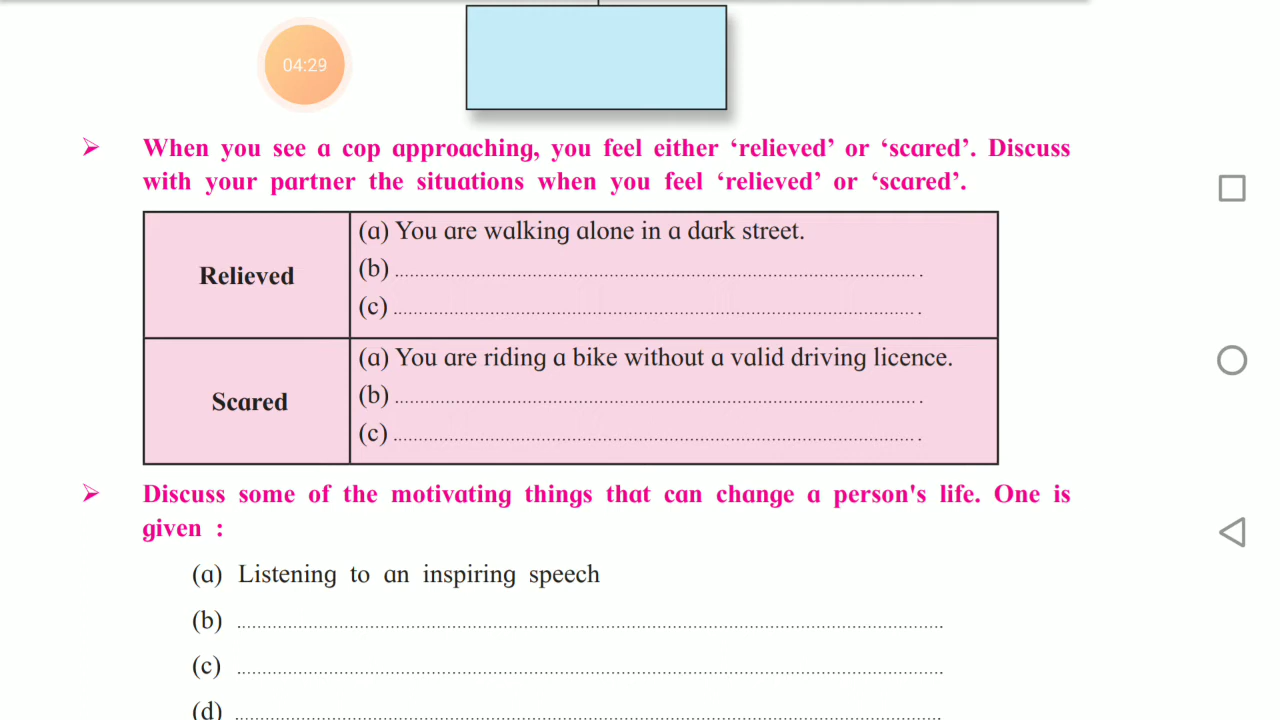 04:29
➢ When you see a cop approaching, you feel either ‘relieved’ or ‘scared’. Discuss
with your partner the situations when you feel ‘relieved’ or ‘scared’.
Relieved
(a) You are walking alone in a dark street.
(b) ........................................................................................................ .
(c) ........................................................................................................ .
Scared
(a) You are riding a bike without a valid driving licence.
(b) ........................................................................................................ .
(c) ........................................................................................................ .
➢ Discuss some of the motivating things that can change a person's life. One is
given :
(a) Listening to an inspiring speech
(b) ........................................................................................................
(c) ........................................................................................................
(d) ........................................................................................................